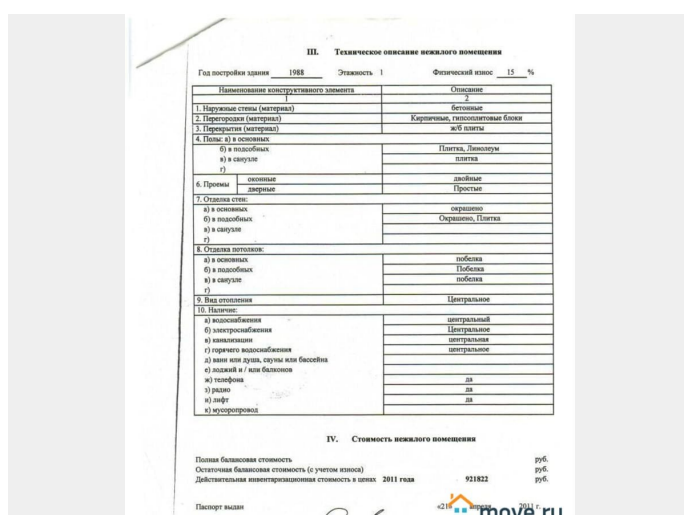 III. Техническое описание нежилого помещения
Год постройки здания 1988 Этажность 1 Физический износ 15 %
Наименование конструктивного элемента Описание
1 2
1. Наружные стены (материал) бетонные
2. Перегородки (материал) Кирпичные, гипсоплитовые блоки
3. Перекрытия (материал) ж/б плиты
4. Полы: а) в основных
б) в подсобных Плитка, Линолеум
в) в санузле плитка
г)
6. Проемы оконные двойные
дверные Простые
7. Отделка стен:
а) в основных окрашено
б) в подсобных Окрашено, Плитка
в) в санузле
г)
8. Отделка потолков:
а) в основных побелка
б) в подсобных Побелка
в) в санузле побелка
г)
9. Вид отопления Центральное
10. Наличие:
а) водоснабжения центральный
б) электроснабжения Центральное
в) канализации центральная
г) горячего водоснабжения центральное
д) ванн или душа, сауны или бассейна
е) лоджий и / или балконов
ж) телефона да
з) радио да
и) лифт да
к) мусоропровод
IV. Стоимость нежилого помещения
Полная балансовая стоимость руб.
Остаточная балансовая стоимость (с учетом износа) руб.
Действительная инвентаризационная стоимость в ценах 2011 года 921822 руб.
Паспорт выдан «21 апреля 2011 г.
move.ru